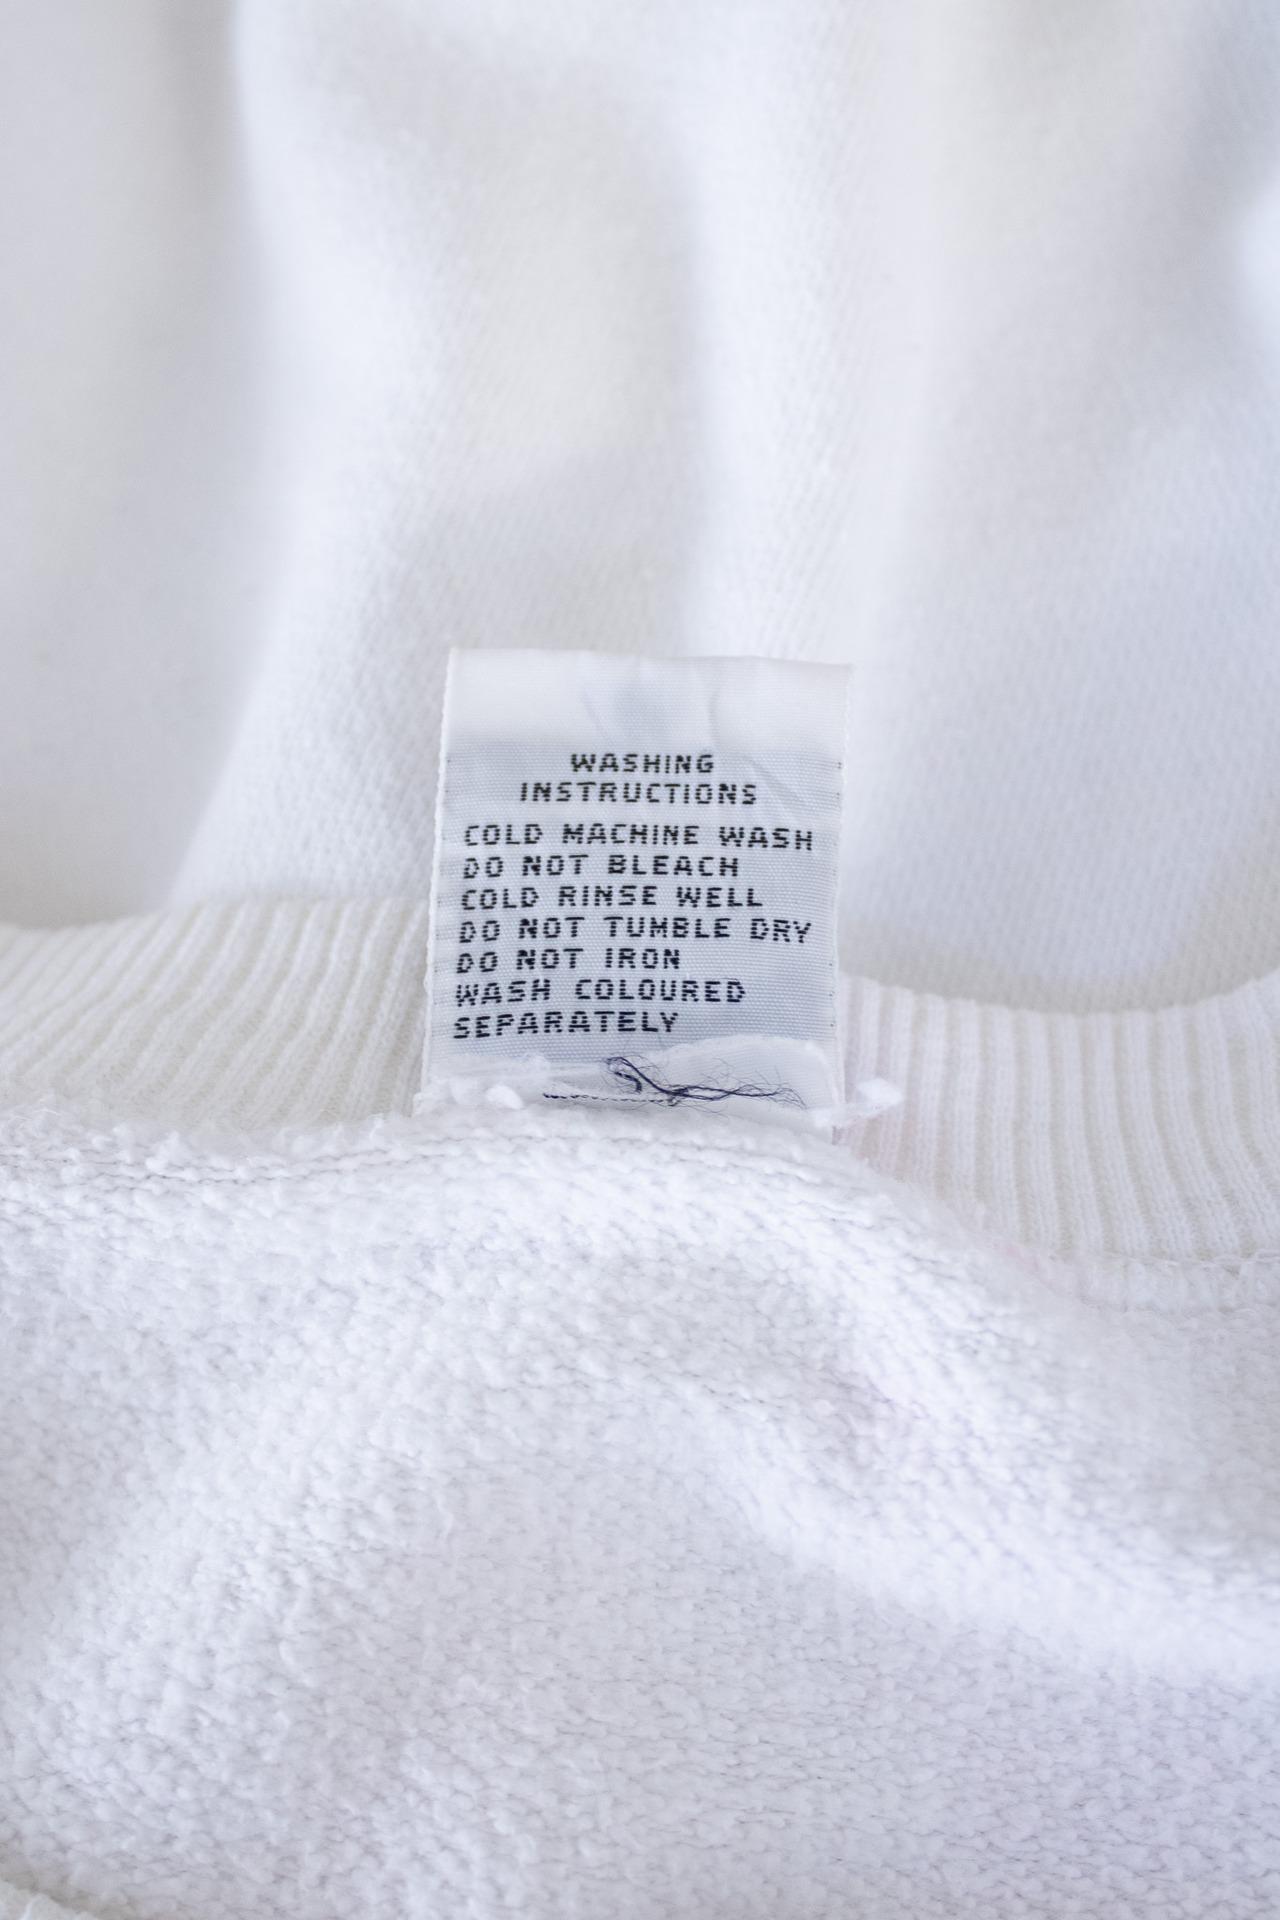 WASHING
INSTRUCTIONS
COLD MACHINE WASH
DO NOT BLEACH
COLD RINSE WELL
DO NOT TUMBLE DRY
DO NOT IRON
WASH COLOURED
SEPARATELY